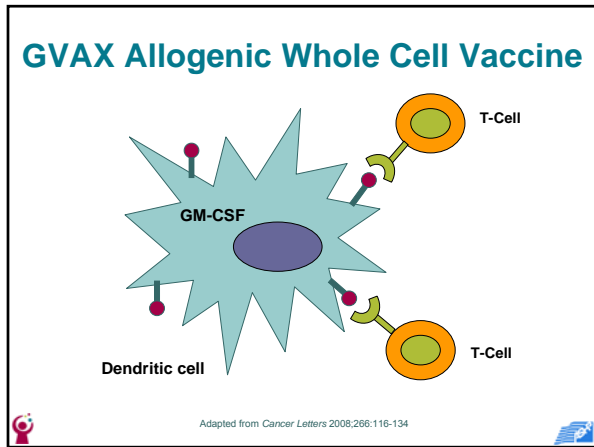 GVAX Allogenic Whole Cell Vaccine
T-Cell
GM-CSF
Dendritic cell
T-Cell
Adapted from Cancer Letters 2008;266:116-134